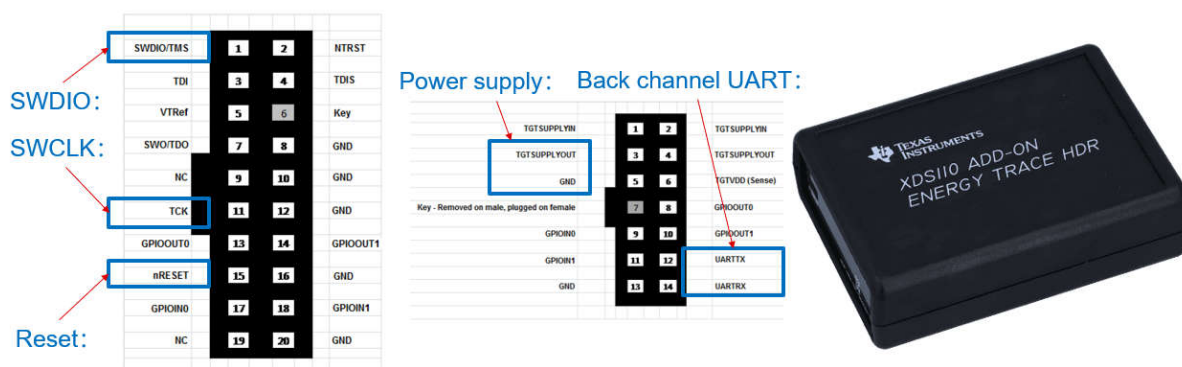 SWDIO:
SWCLK:
Reset:
SWDIO/TMS 1 2 NTRST
TDI 3 4 TDIS
VTRef 5 6 Key
SWO/TDO 7 8 GND
NC 9 10 GND
TCK 11 12 GND
GPIOOUT0 13 14 GPIOOUT1
nRESET 15 16 GND
GPIOIN0 17 18 GPIOIN1
NC 19 20 GND
Power supply: Back channel UART:
TGTSUPPLYIN 1 2 TGTSUPPLYIN
TGTSUPPLYOUT 3 4 TGTSUPPLYOUT
GND 5 6 TGTVDD (Sense)
Key - Removed on male, plugged on female 7 8 GPIOOUT0
GPIOIN0 9 10 GPIOOUT1
GPIOIN1 11 12 UARTTX
GND 13 14 UARTRX
TEXAS
INSTRUMENTS
XDS110 ADD-ON
ENERGY TRACE HDR